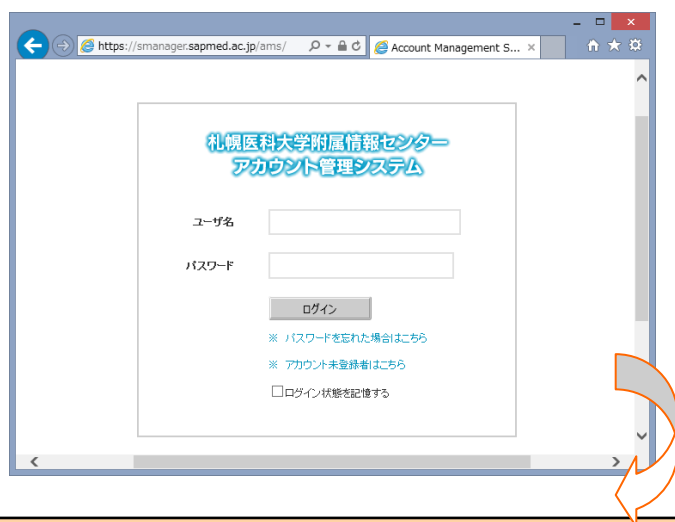 https://smanager.sapmed.ac.jp/ams/
Account Management S...
札幌医科大学附属情報センター
アカウント管理システム
ユーザ名
パスワード
ログイン
※ パスワードを忘れた場合はこちら
※ アカウント未登録者はこちら
ログイン状態を記憶する